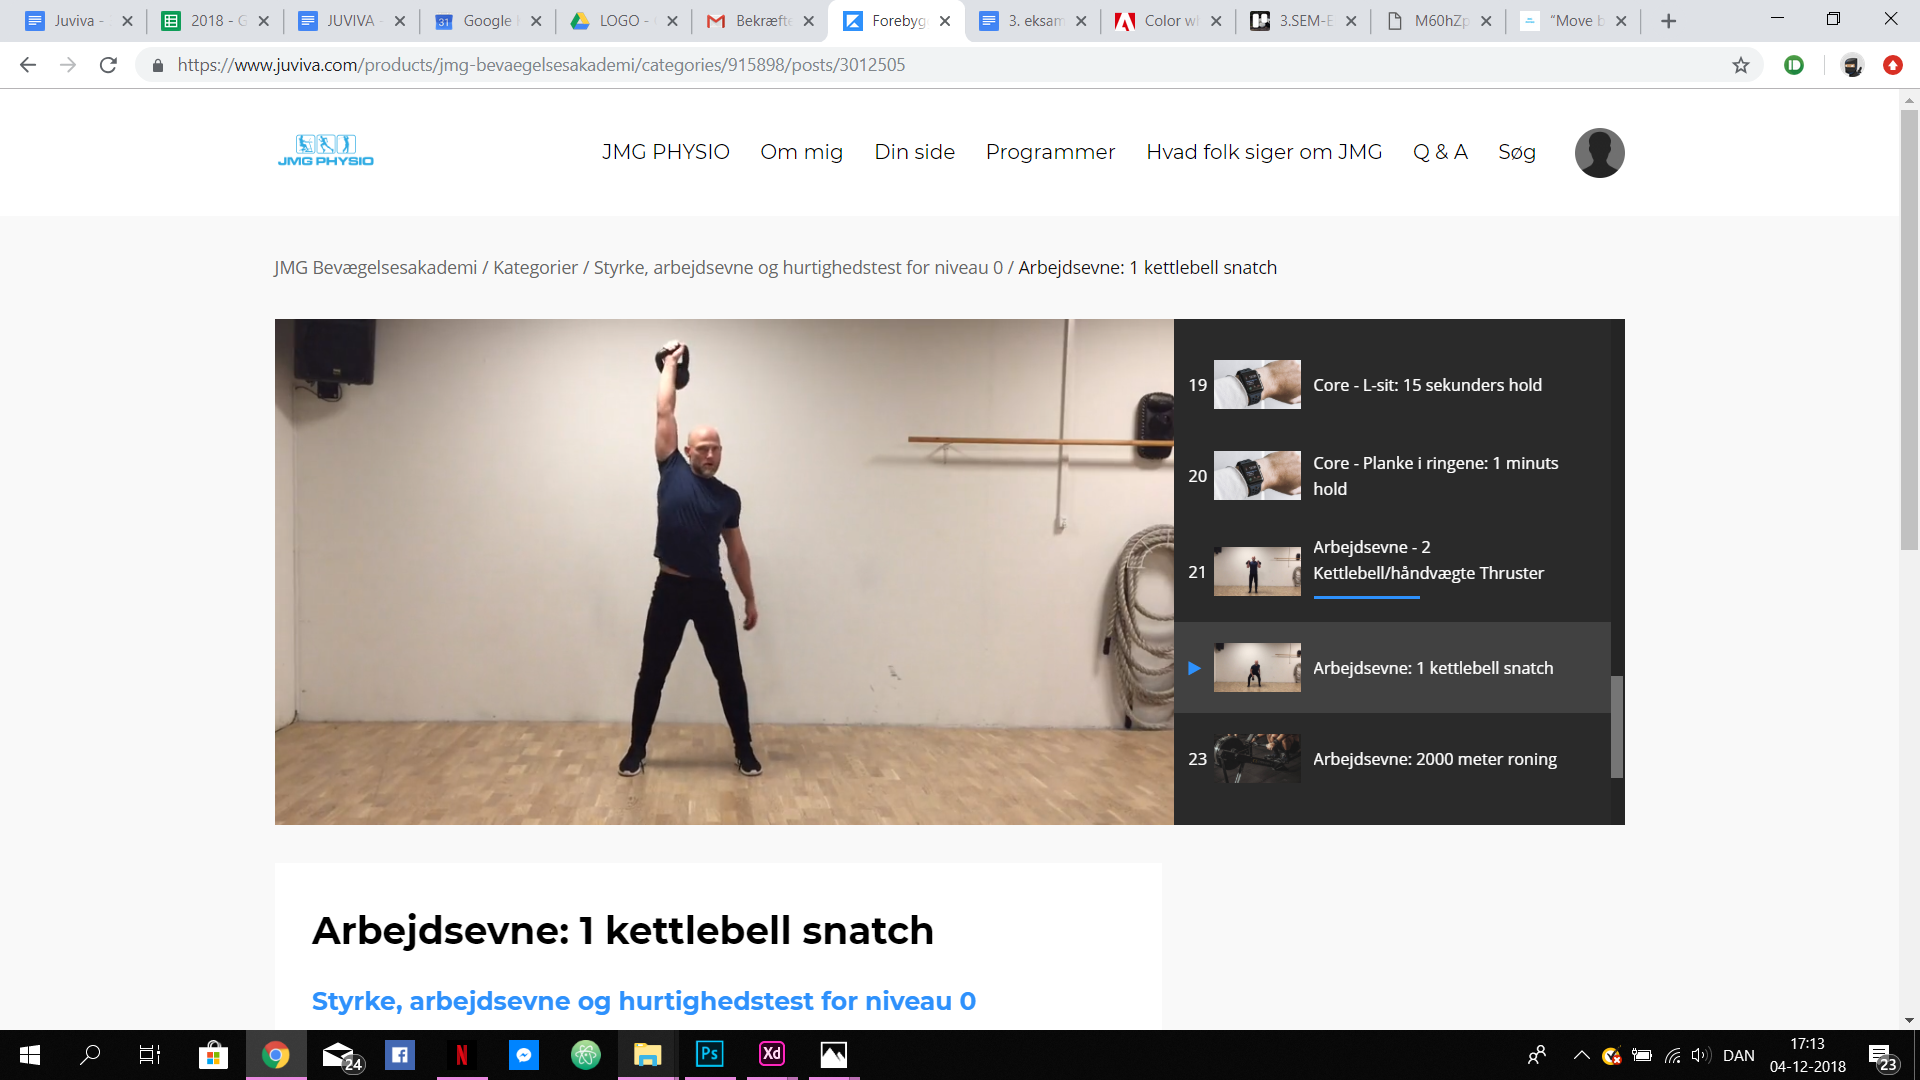 Juviva -
2018 - G
JUVIVA -
Google
LOGO -
Bekræfte
Forebyg
3. eksam
Color wh
3.SEM-E
M60hZp
"Move b
https://www.juviva.com/products/jmg-bevaegelsesakademi/categories/915898/posts/3012505
JMG PHYSIO
JMG PHYSIO
Om mig
Din side
Programmer
Hvad folk siger om JMG
Q & A
Søg
JMG Bevægelsesakademi / Kategorier / Styrke, arbejdsevne og hurtighedstest for niveau 0 / Arbejdsevne: 1 kettlebell snatch
19
Core - L-sit: 15 sekunders hold
20
Core - Planke i ringene: 1 minuts
hold
21
Arbejdsevne - 2
Kettlebell/håndvægte Thruster
Arbejdsevne: 1 kettlebell snatch
23
Arbejdsevne: 2000 meter roning
Arbejdsevne: 1 kettlebell snatch
Styrke, arbejdsevne og hurtighedstest for niveau 0
24
Ps
Xd
DAN
17:13
04-12-2018
23